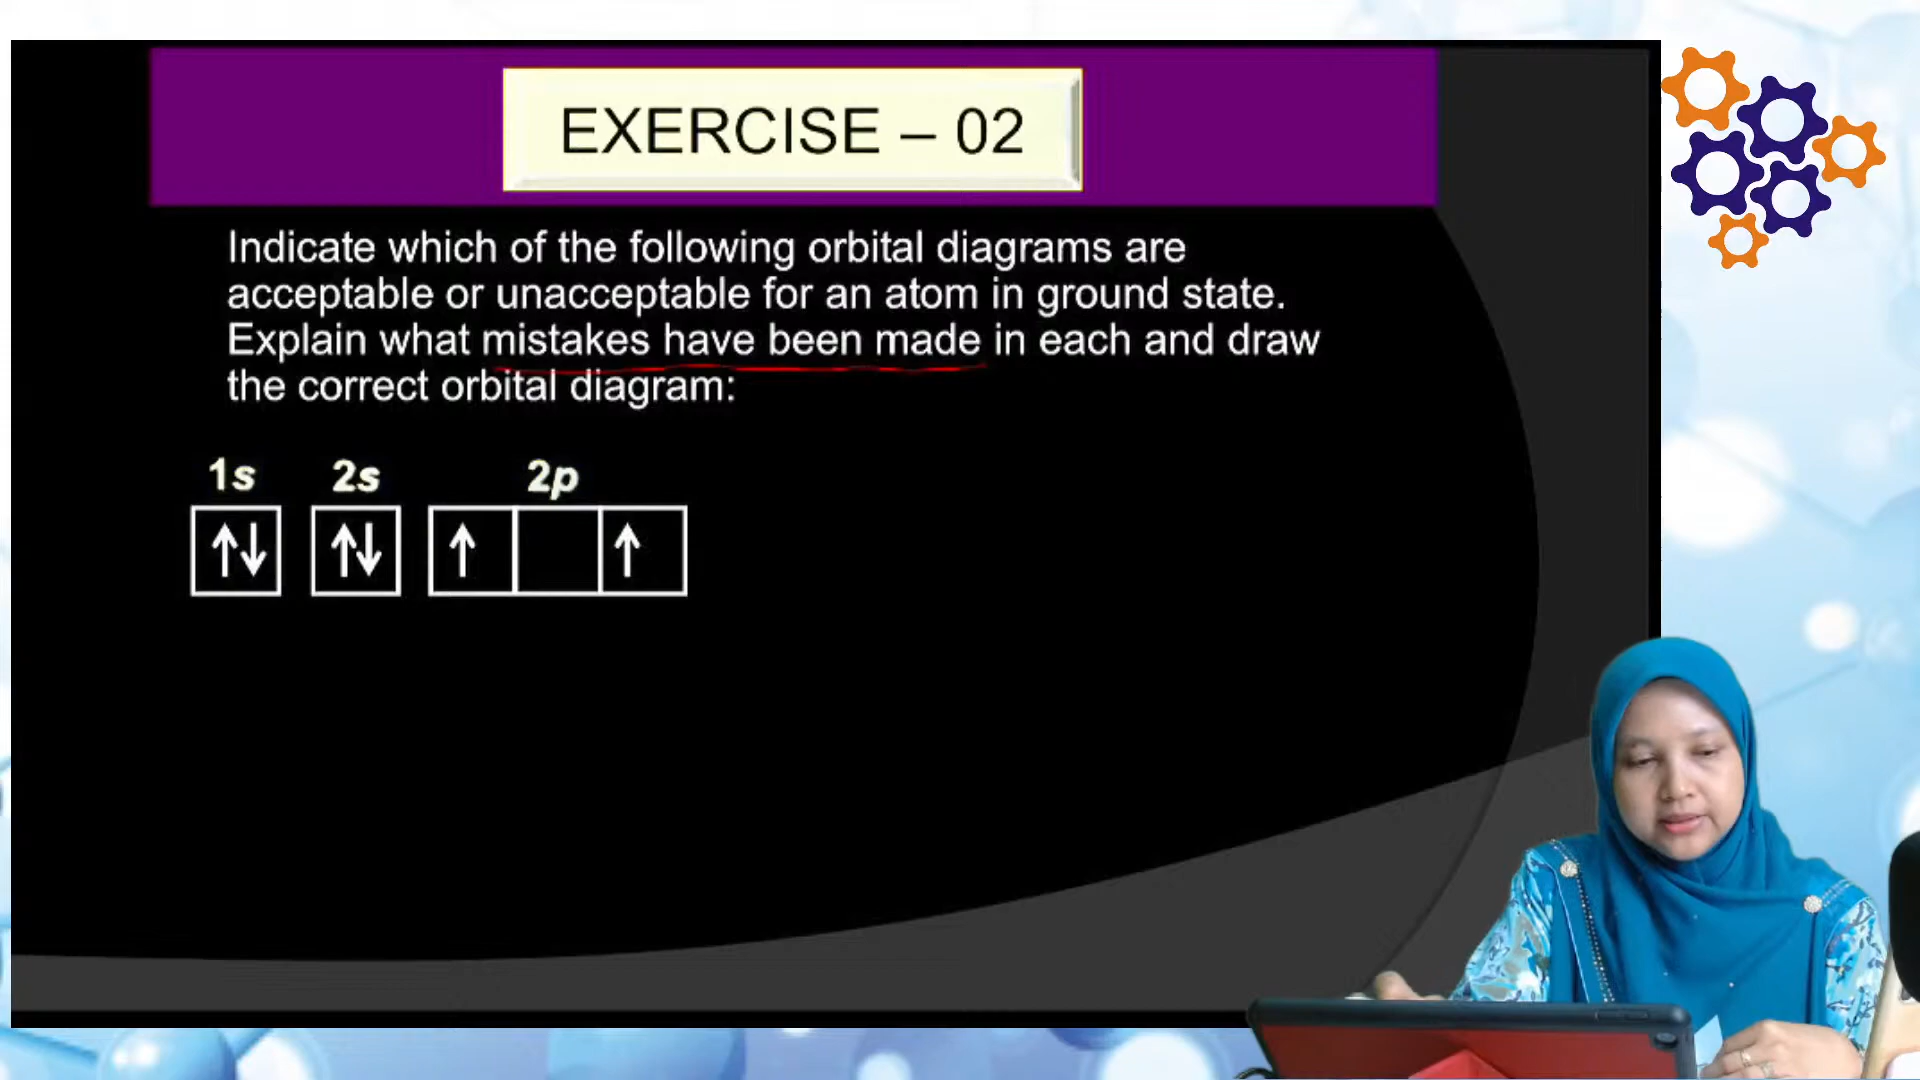 EXERCISE – 02
Indicate which of the following orbital diagrams are
acceptable or unacceptable for an atom in ground state.
Explain what mistakes have been made in each and draw
the correct orbital diagram:
1s 2s 2p
↑↓ ↑↓ ↑ ↑